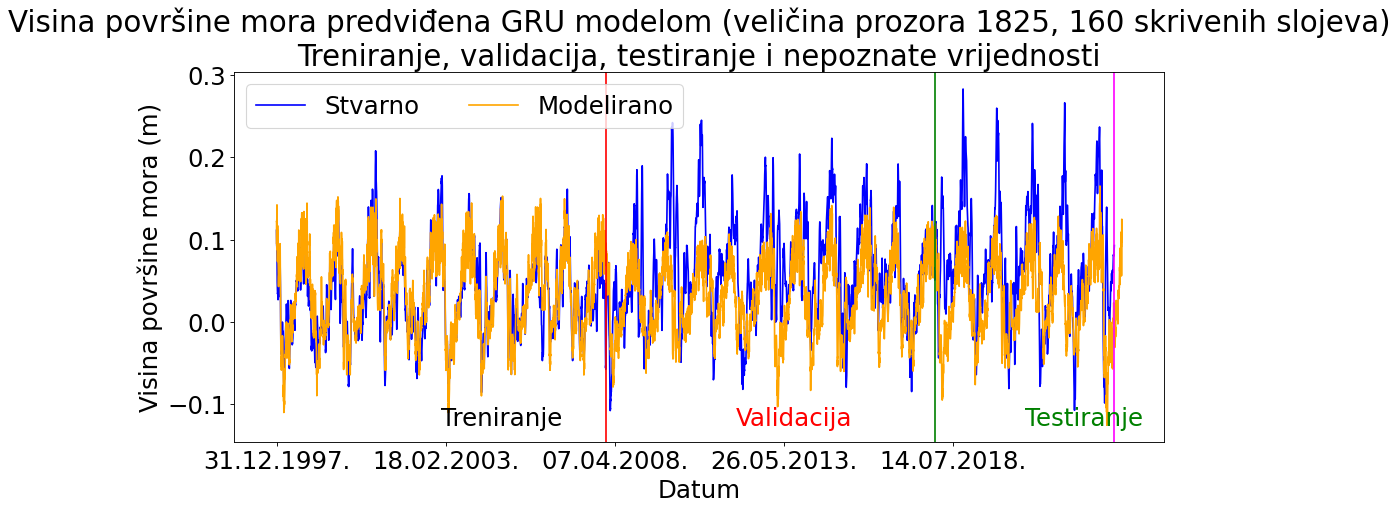 Visina površine mora predviđena GRU modelom (veličina prozora 1825, 160 skrivenih slojeva)
Treniranje, validacija, testiranje i nepoznate vrijednosti
Stvarno
Modelirano
Visina površine mora (m)
0.3
0.2
0.1
0.0
−0.1
Treniranje
Validacija
Testiranje
31.12.1997.
18.02.2003.
07.04.2008.
26.05.2013.
14.07.2018.
Datum